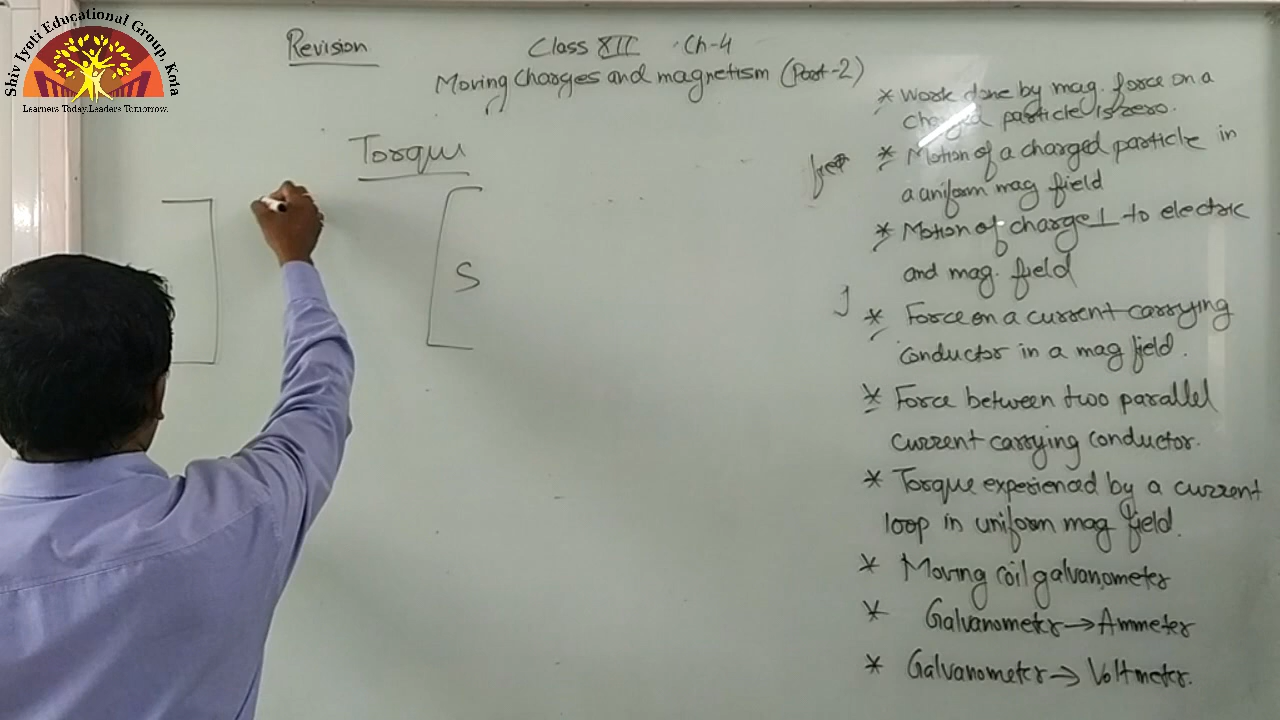 Shiv Jyoti Educational Group, Kota
Learners Today.Leaders Tomorrow.
Revision
Class XII Ch-4
Moving charges and magnetism (Part-2)
Torque
S
* Work done by mag. force on a
charged particle is zero.
* Motion of a charged particle in
a uniform mag field
* Motion of charge ⊥ to electric
and mag. field
* Force on a current carrying
conductor in a mag field.
* Force between two parallel
current carrying conductor.
* Torque experienced by a current
loop in uniform mag field.
* Moving coil galvanometer
* Galvanometer → Ammeter
* Galvanometer → Voltmeter.